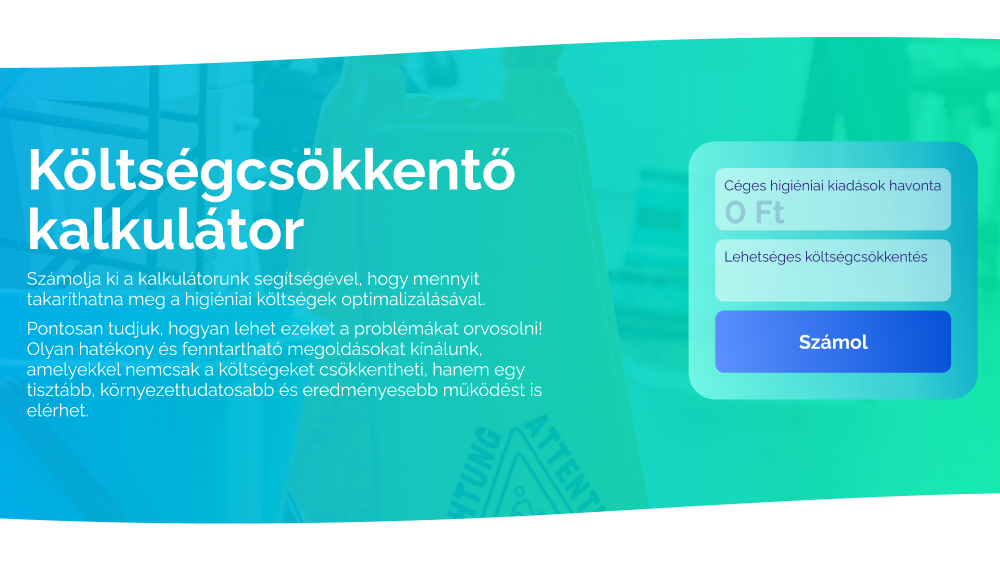 Költségcsökkentő
kalkulátor
Számolja ki a kalkulátorunk segítségével, hogy mennyit
takaríthatna meg a higiéniai költségek optimalizálásával.
Pontosan tudjuk, hogyan lehet ezeket a problémákat orvosolni!
Olyan hatékony és fenntartható megoldásokat kínálunk,
amelyekkel nemcsak a költségeket csökkentheti, hanem egy
tisztább, környezettudatosabb és eredményesebb működést is
elérhet.
Céges higiéniai kiadások havonta
0 Ft
Lehetséges költségcsökkentés
Számol